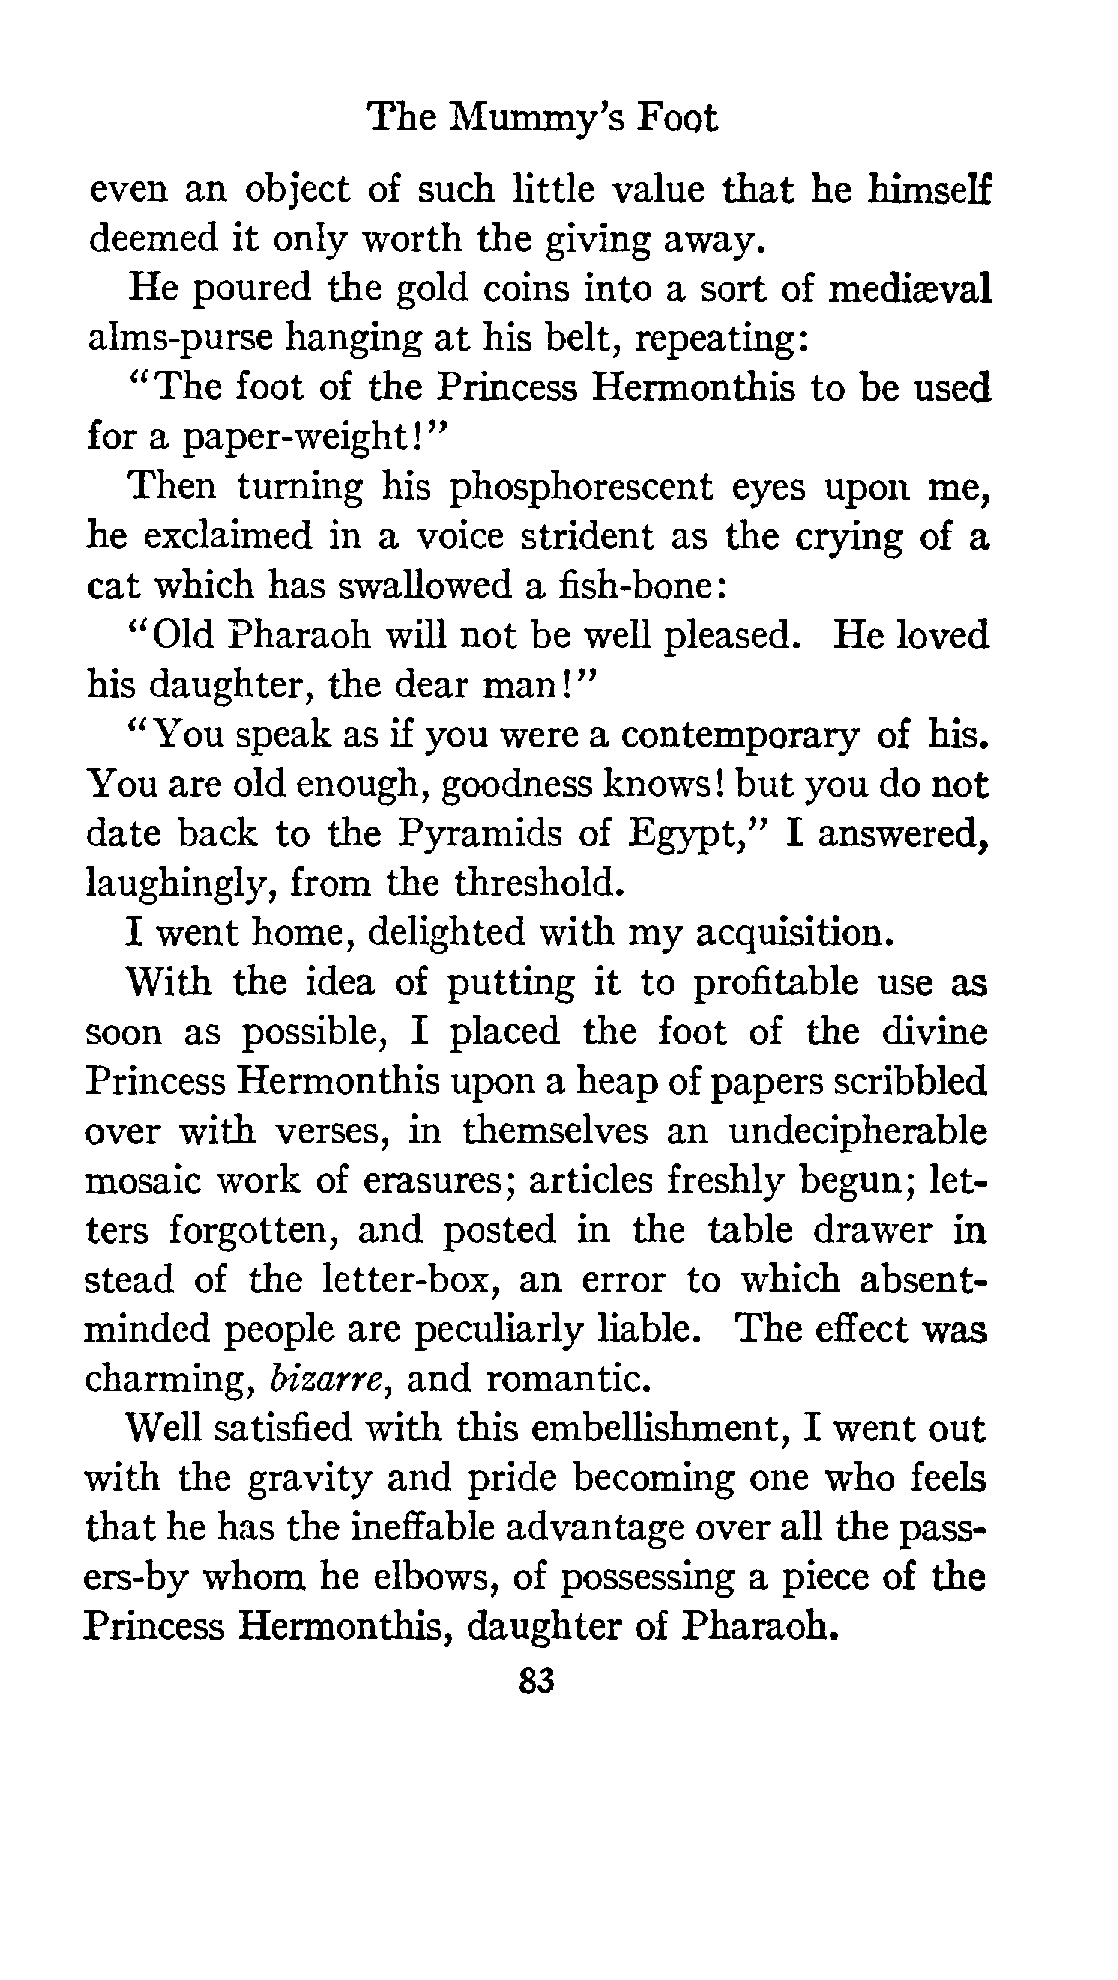 The Mummy's Foot
even an object of such little value that he himself
deemed it only worth the giving away.
He poured the gold coins into a sort of mediæval
alms-purse hanging at his belt, repeating:
"The foot of the Princess Hermonthis to be used
for a paper-weight!"
Then turning his phosphorescent eyes upon me,
he exclaimed in a voice strident as the crying of a
cat which has swallowed a fish-bone:
"Old Pharaoh will not be well pleased. He loved
his daughter, the dear man!"
"You speak as if you were a contemporary of his.
You are old enough, goodness knows! but you do not
date back to the Pyramids of Egypt," I answered,
laughingly, from the threshold.
I went home, delighted with my acquisition.
With the idea of putting it to profitable use as
soon as possible, I placed the foot of the divine
Princess Hermonthis upon a heap of papers scribbled
over with verses, in themselves an undecipherable
mosaic work of erasures; articles freshly begun; let-
ters forgotten, and posted in the table drawer in
stead of the letter-box, an error to which absent-
minded people are peculiarly liable. The effect was
charming, bizarre, and romantic.
Well satisfied with this embellishment, I went out
with the gravity and pride becoming one who feels
that he has the ineffable advantage over all the pass-
ers-by whom he elbows, of possessing a piece of the
Princess Hermonthis, daughter of Pharaoh.
83